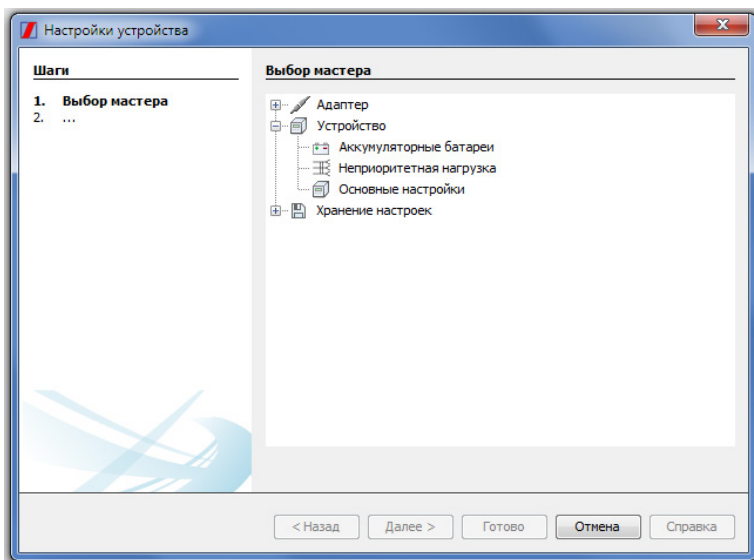 Настройки устройства
Шаги
1. Выбор мастера
2. ...
Выбор мастера
Адаптер
Устройство
Аккумуляторные батареи
Неприоритетная нагрузка
Основные настройки
Хранение настроек
< Назад Далее > Готово Отмена Справка